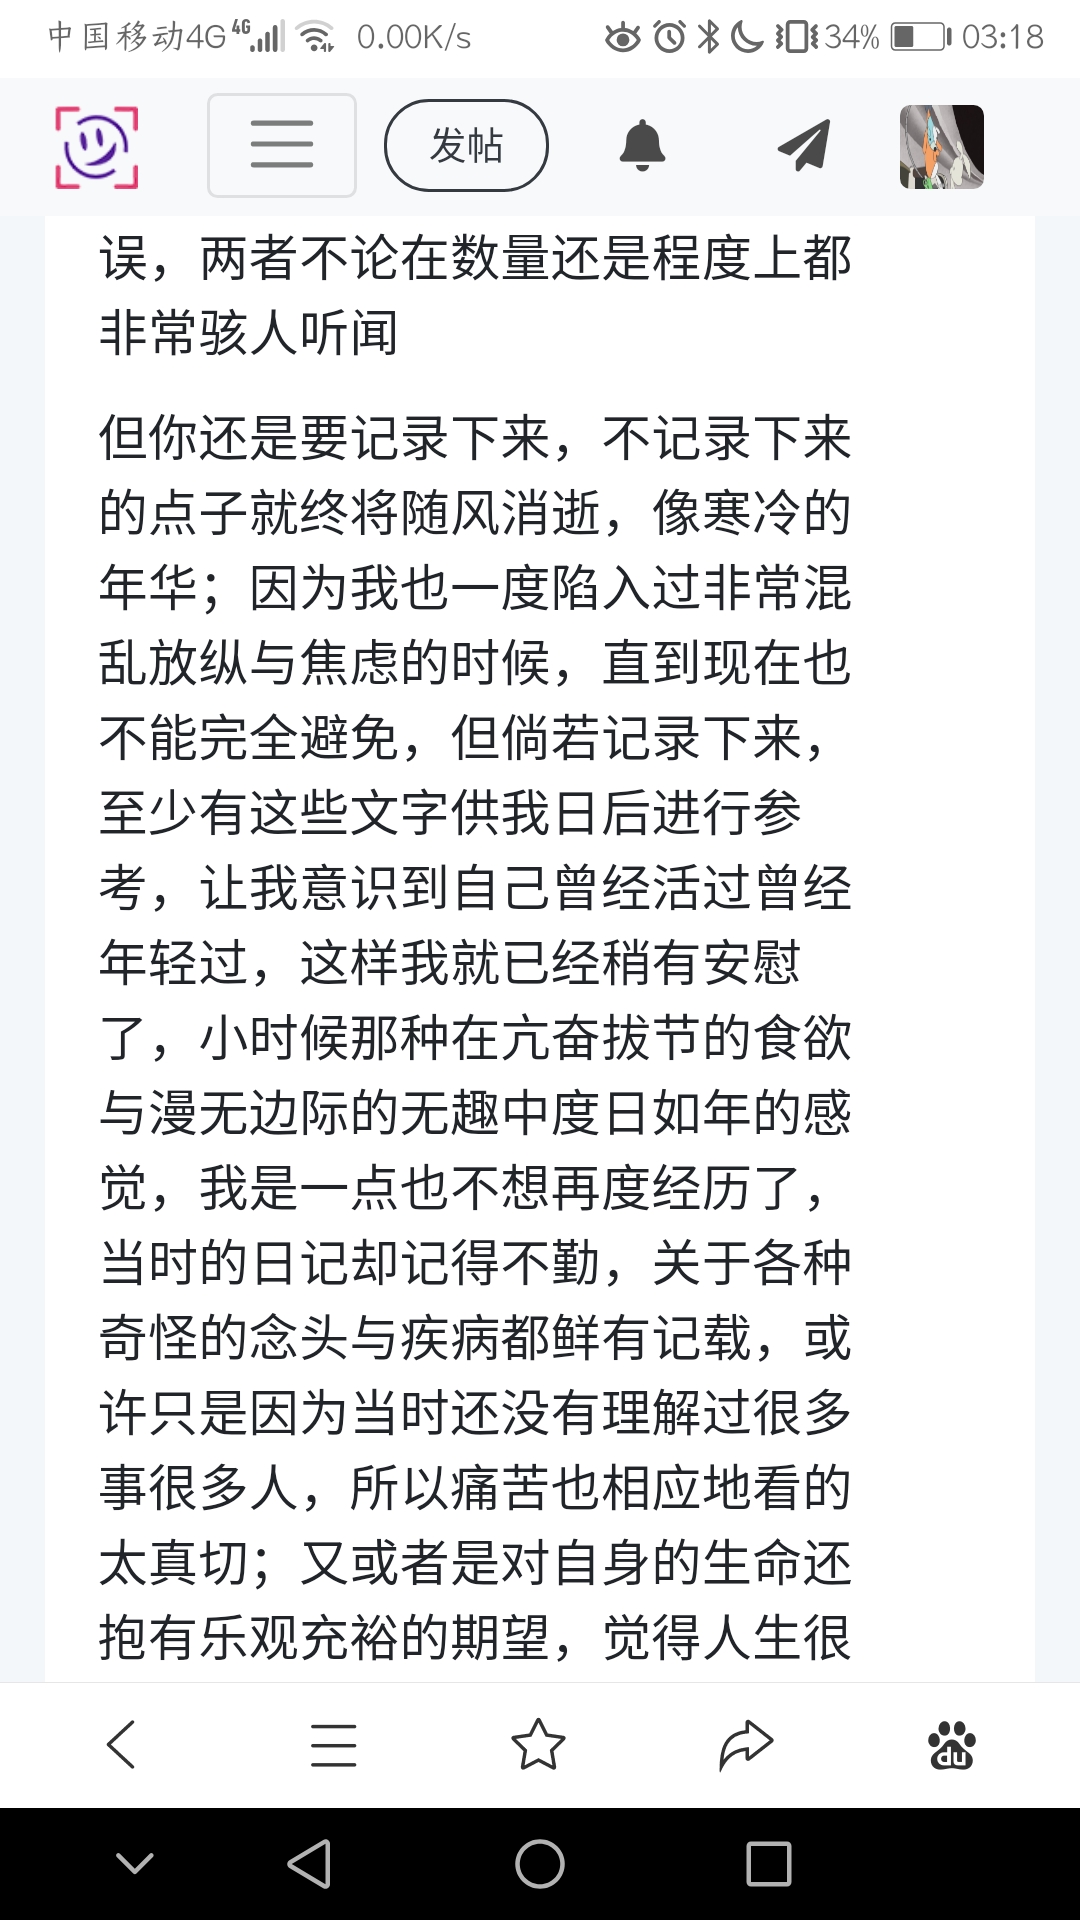 中国移动4G 4G 0.00K/s 34% 03:18
发帖
误，两者不论在数量还是程度上都
非常骇人听闻
但你还是要记录下来，不记录下来
的点子就终将随风消逝，像寒冷的
年华；因为我也一度陷入过非常混
乱放纵与焦虑的时候，直到现在也
不能完全避免，但倘若记录下来，
至少有这些文字供我日后进行参
考，让我意识到自己曾经活过曾经
年轻过，这样我就已经稍有安慰
了，小时候那种在亢奋拔节的食欲
与漫无边际的无趣中度日如年的感
觉，我是一点也不想再度经历了，
当时的日记却记得不勤，关于各种
奇怪的念头与疾病都鲜有记载，或
许只是因为当时还没有理解过很多
事很多人，所以痛苦也相应地看的
太真切；又或者是对自身的生命还
抱有乐观充裕的期望，觉得人生很
du